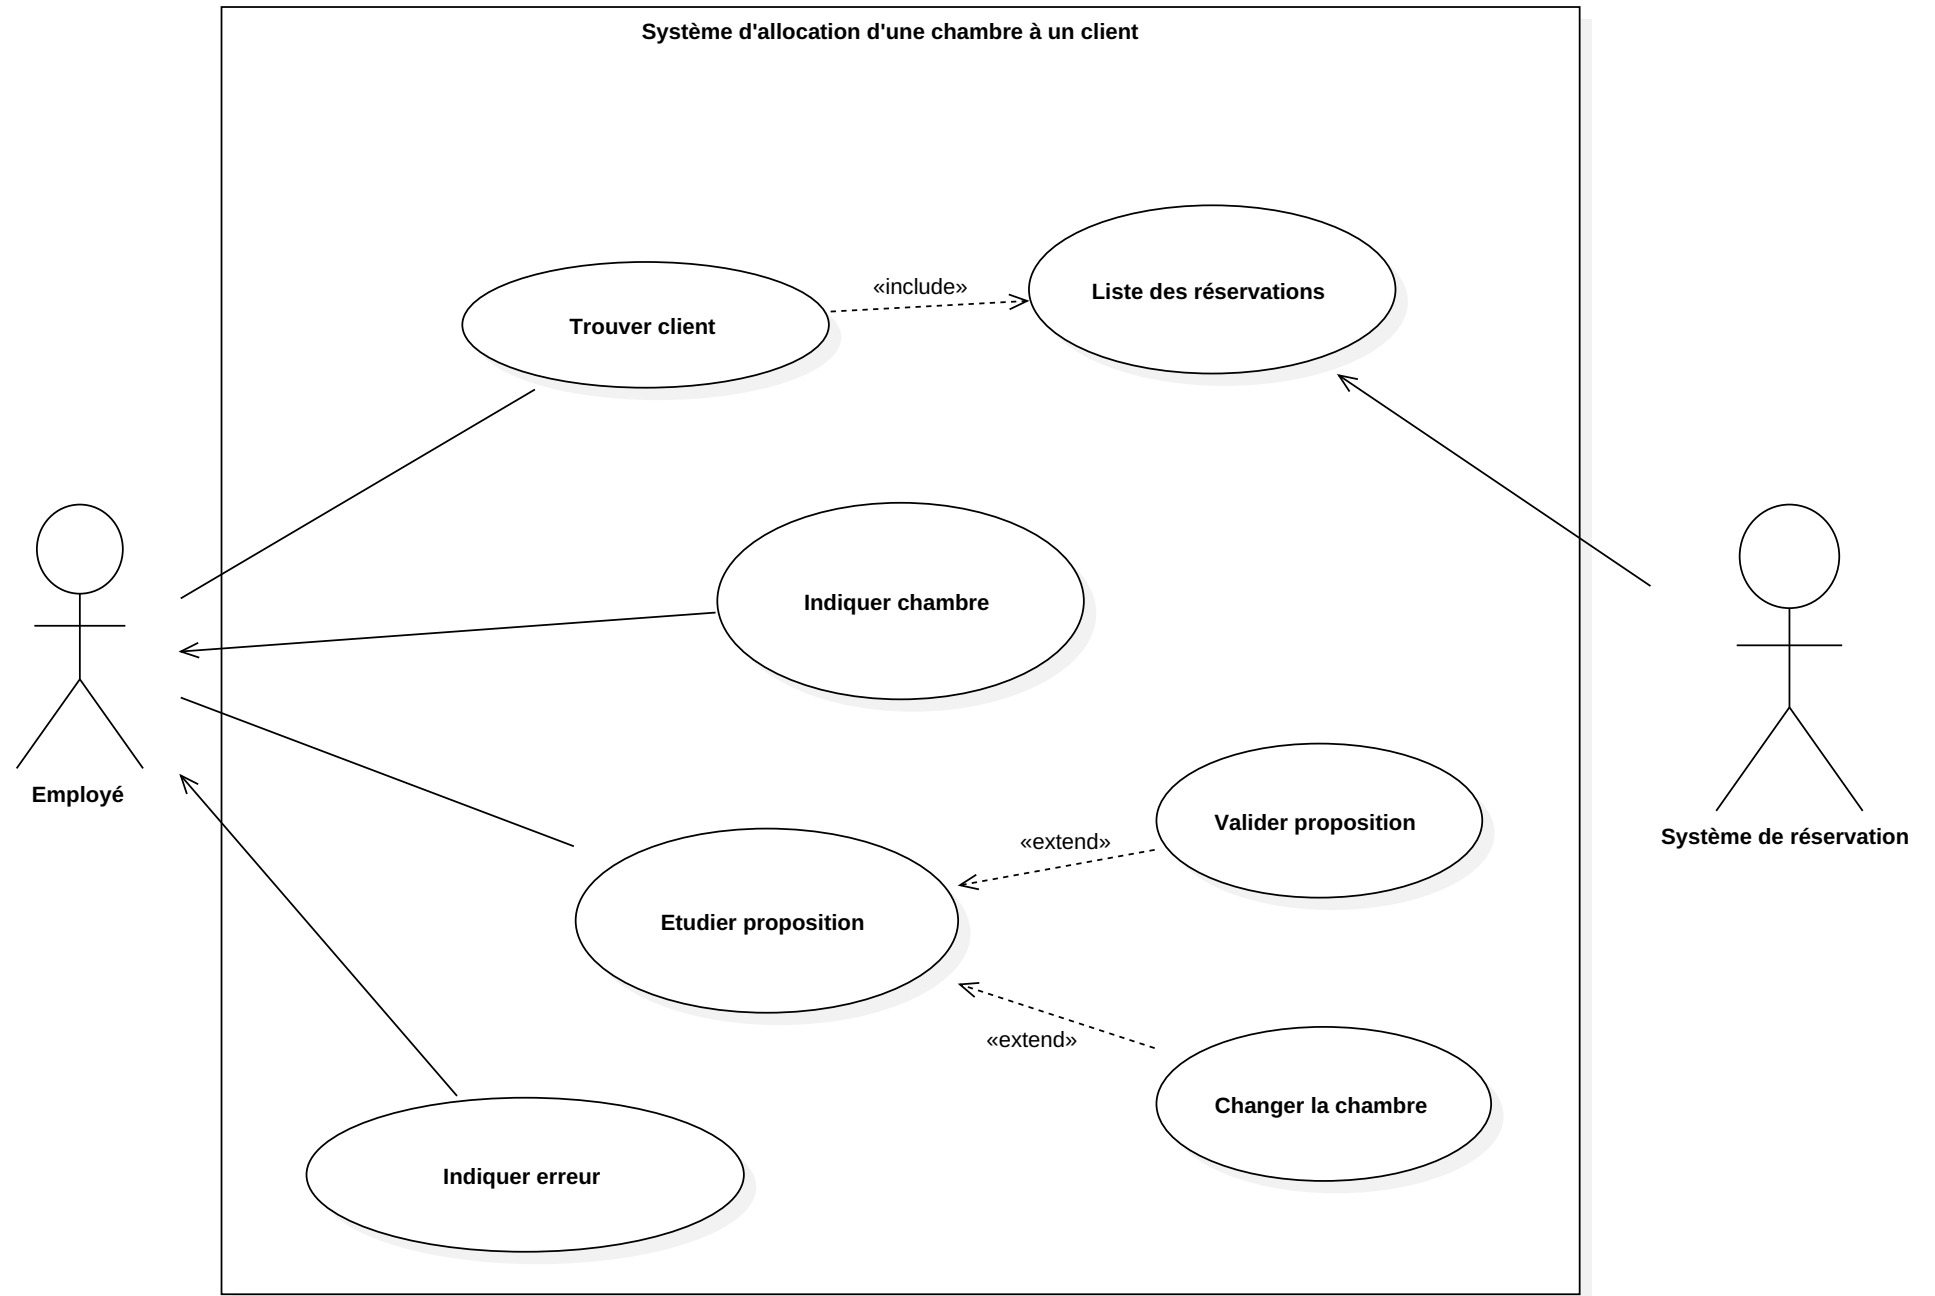 Système d'allocation d'une chambre à un client
«include»
Liste des réservations
Trouver client
Indiquer chambre
Employé
Valider proposition
Système de réservation
«extend»
Etudier proposition
«extend»
Changer la chambre
Indiquer erreur